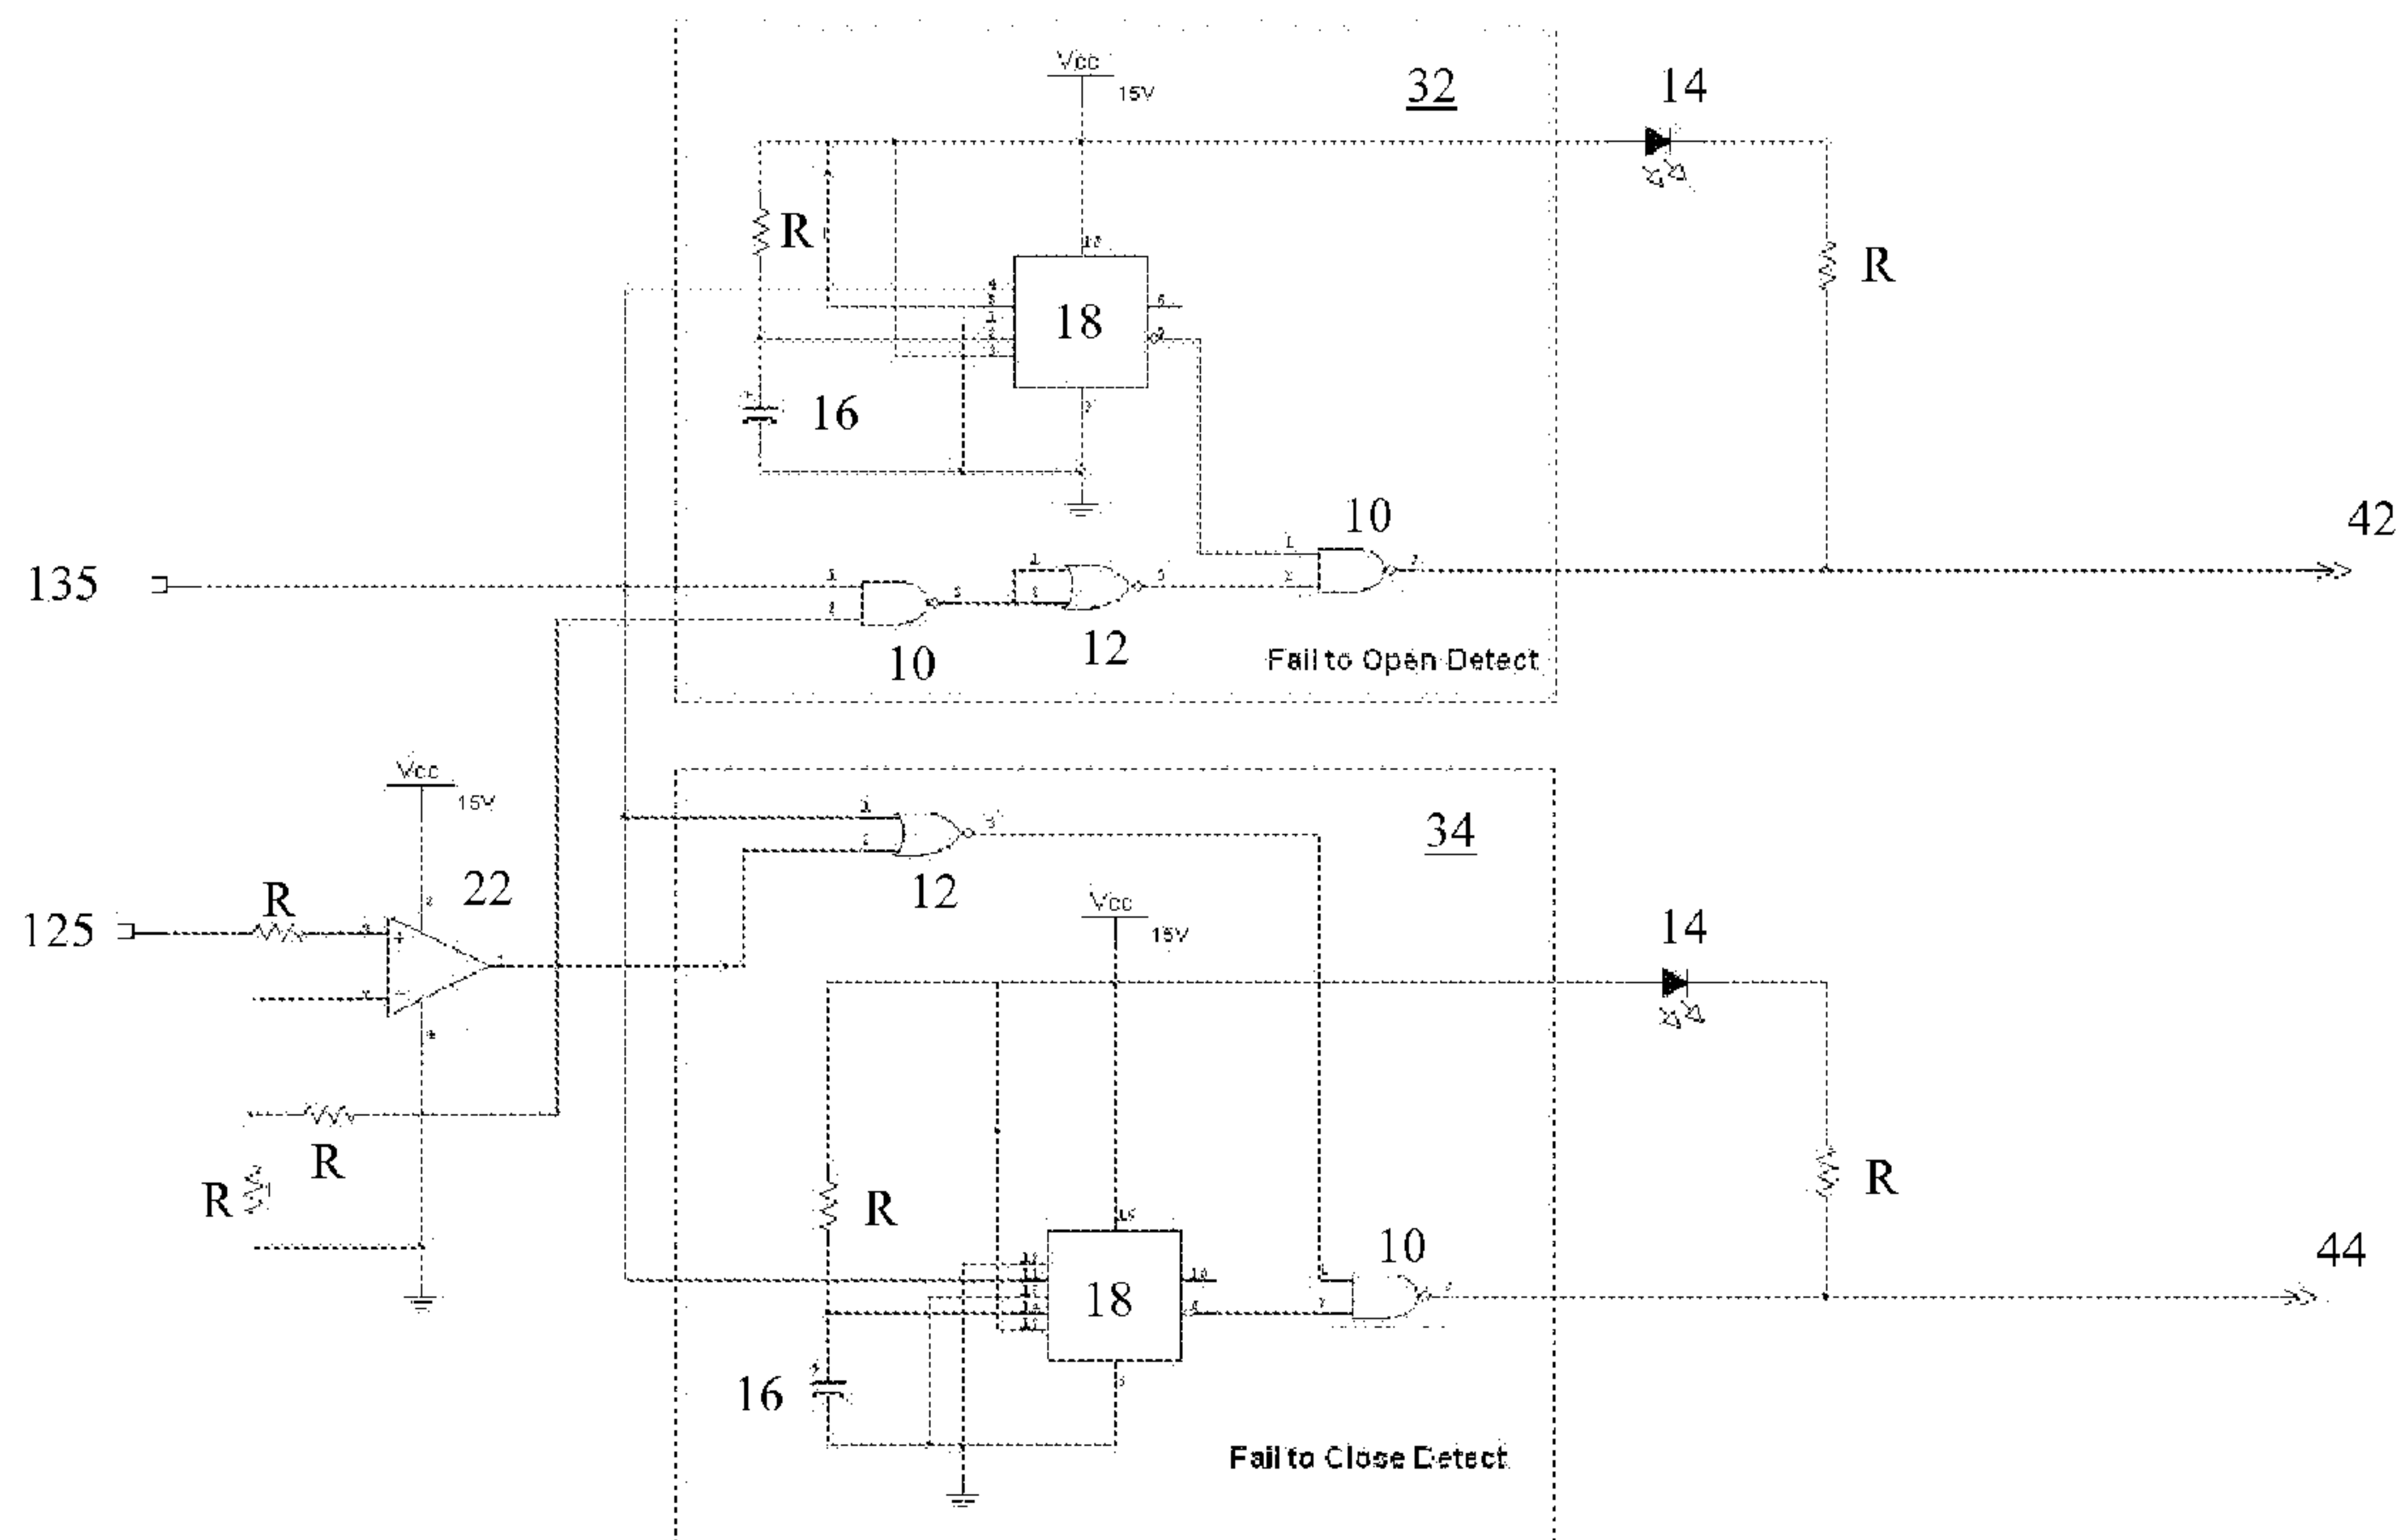 Vcc
15V
32
14
R
R
18
16
10
42
135
10
12
Fail to Open Detect
Vcc
15V
34
22
12
R
125
Vcc
15V
14
R
R
R
R
18
10
44
16
Fail to Close Detect